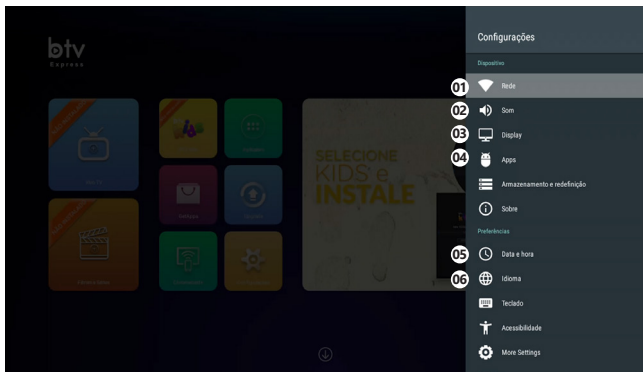 btv
Express
SELECIONE
KIDS e
INSTALE
Configurações
Dispositivo
01 Rede
02 Som
03 Display
04 Apps
Armazenamento e redefinição
Sobre
Preferências
05 Data e hora
06 Idioma
Teclado
Acessibilidade
More Settings